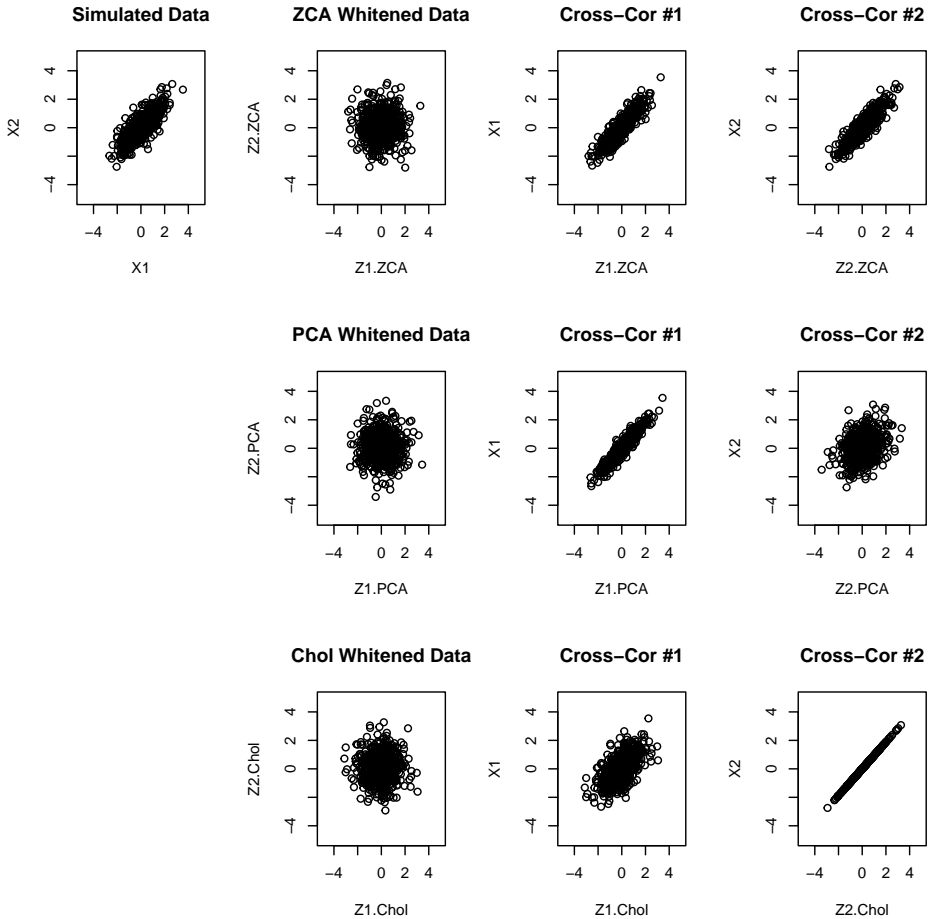 Simulated Data
X2
4
2
0
−4
−4
0
2
4
X1
ZCA Whitened Data
Z2.ZCA
4
2
0
−4
−4
0
2
4
Z1.ZCA
Cross−Cor #1
X1
4
2
0
−4
−4
0
2
4
Z1.ZCA
Cross−Cor #2
X2
4
2
0
−4
−4
0
2
4
Z2.ZCA
PCA Whitened Data
Z2.PCA
4
2
0
−4
−4
0
2
4
Z1.PCA
Cross−Cor #1
X1
4
2
0
−4
−4
0
2
4
Z1.PCA
Cross−Cor #2
X2
4
2
0
−4
−4
0
2
4
Z2.PCA
Chol Whitened Data
Z2.Chol
4
2
0
−4
−4
0
2
4
Z1.Chol
Cross−Cor #1
X1
4
2
0
−4
−4
0
2
4
Z1.Chol
Cross−Cor #2
X2
4
2
0
−4
−4
0
2
4
Z2.Chol